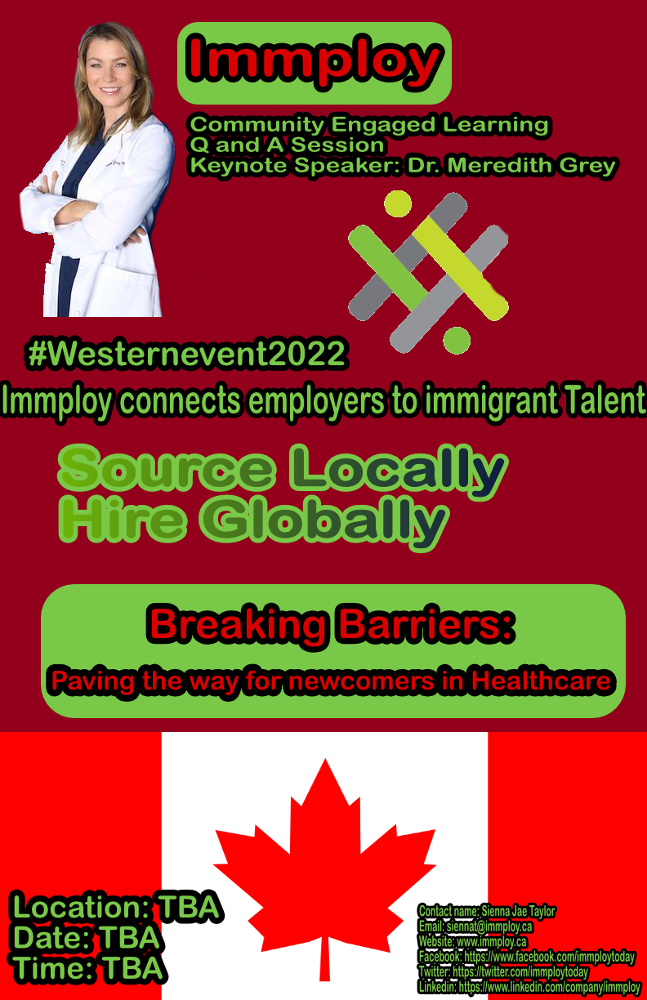 Immploy
Community Engaged Learning
Q and A Session
Keynote Speaker: Dr. Meredith Grey
#Westernevent2022
Immploy connects employers to immigrant Talent
Source Locally
Hire Globally
Breaking Barriers:
Paving the way for newcomers in Healthcare
Location: TBA
Date: TBA
Time: TBA
Contact name: Sienna Jae Taylor
Email: siennat@immploy.ca
Website: www.immploy.ca
Facebook: https://www.facebook.com/immploytoday
Twitter: https://twitter.com/immploytoday
Linkedin: https://www.linkedin.com/company/immploy